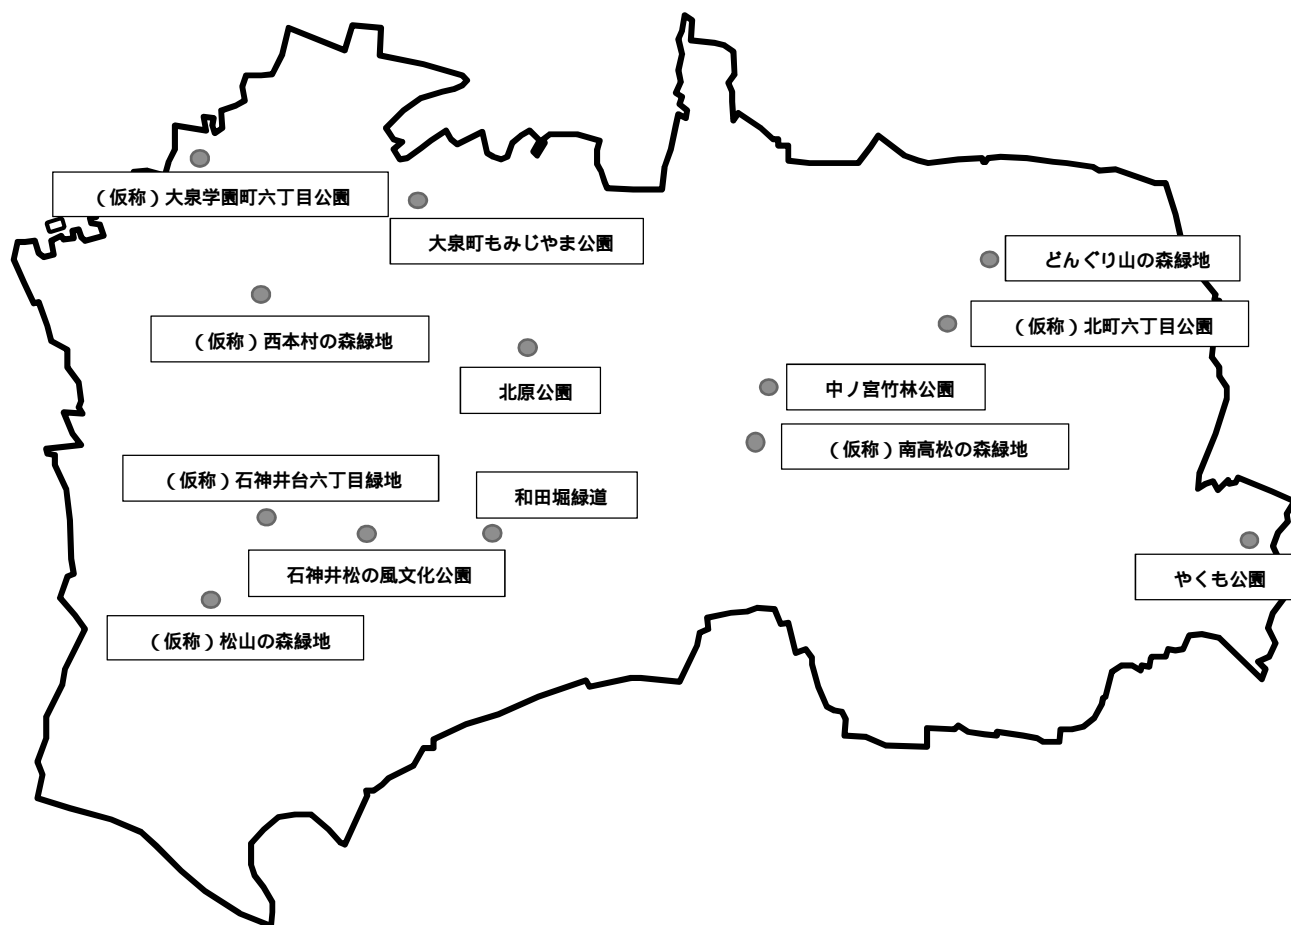 （仮称）大泉学園町六丁目公園
大泉町もみじやま公園
どんぐり山の森緑地
（仮称）西本村の森緑地
（仮称）北町六丁目公園
北原公園
中ノ宮竹林公園
（仮称）南高松の森緑地
（仮称）石神井台六丁目緑地
和田堀緑道
石神井松の風文化公園
やくも公園
（仮称）松山の森緑地